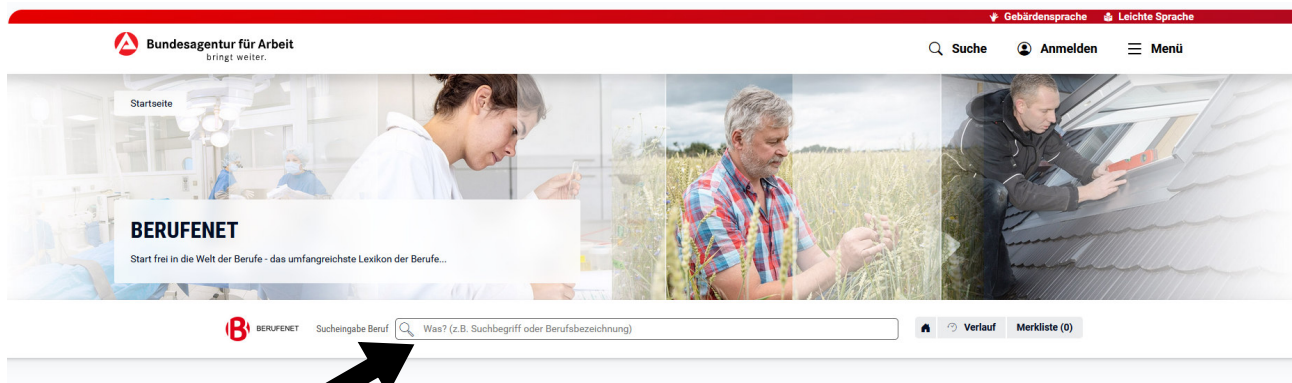 Gebärdensprache Leichte Sprache
Bundesagentur für Arbeit
bringt weiter.
Suche Anmelden Menü
Startseite
BERUFENET
Start frei in die Welt der Berufe - das umfangreichste Lexikon der Berufe...
BERUFENET Sucheingabe Beruf Was? (z.B. Suchbegriff oder Berufsbezeichnung) Verlauf Merkliste (0)